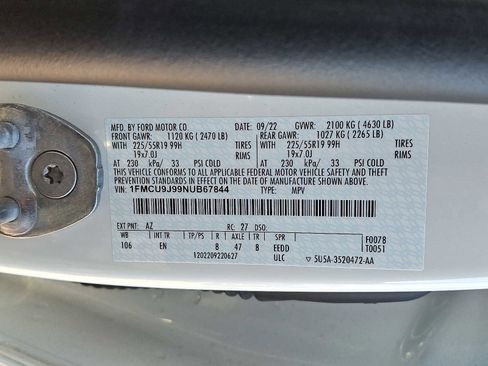 MFD. BY FORD MOTOR CO. DATE: 09/22 GVWR: 2100 KG ( 4630 LB)
FRONT GAWR: 1120 KG ( 2470 LB) REAR GAWR: 1027 KG ( 2265 LB)
WITH 225/55R19 99H TIRES WITH 225/55R19 99H TIRES
19x7.0J RIMS 19x7.0J RIMS
AT 230 kPa/ 33 PSI COLD AT 230 kPa/ 33 PSI COLD
THIS VEHICLE CONFORMS TO ALL APPLICABLE FEDERAL MOTOR VEHICLE SAFETY AND
THEFT PREVENTION STANDARDS IN EFFECT ON THE DATE OF MANUFACTURE SHOWN ABOVE.
VIN: 1FMCU9J99NUB67844 TYPE: MPV
EXT PNT: AZ RC: 27 DSO:
WB INT TR TP/PS R AXLE TR SPR F0078
106 EN 8 47 8 EEDD T0051
1202209220627 ULC ▽ 5U5A-3520472-AA